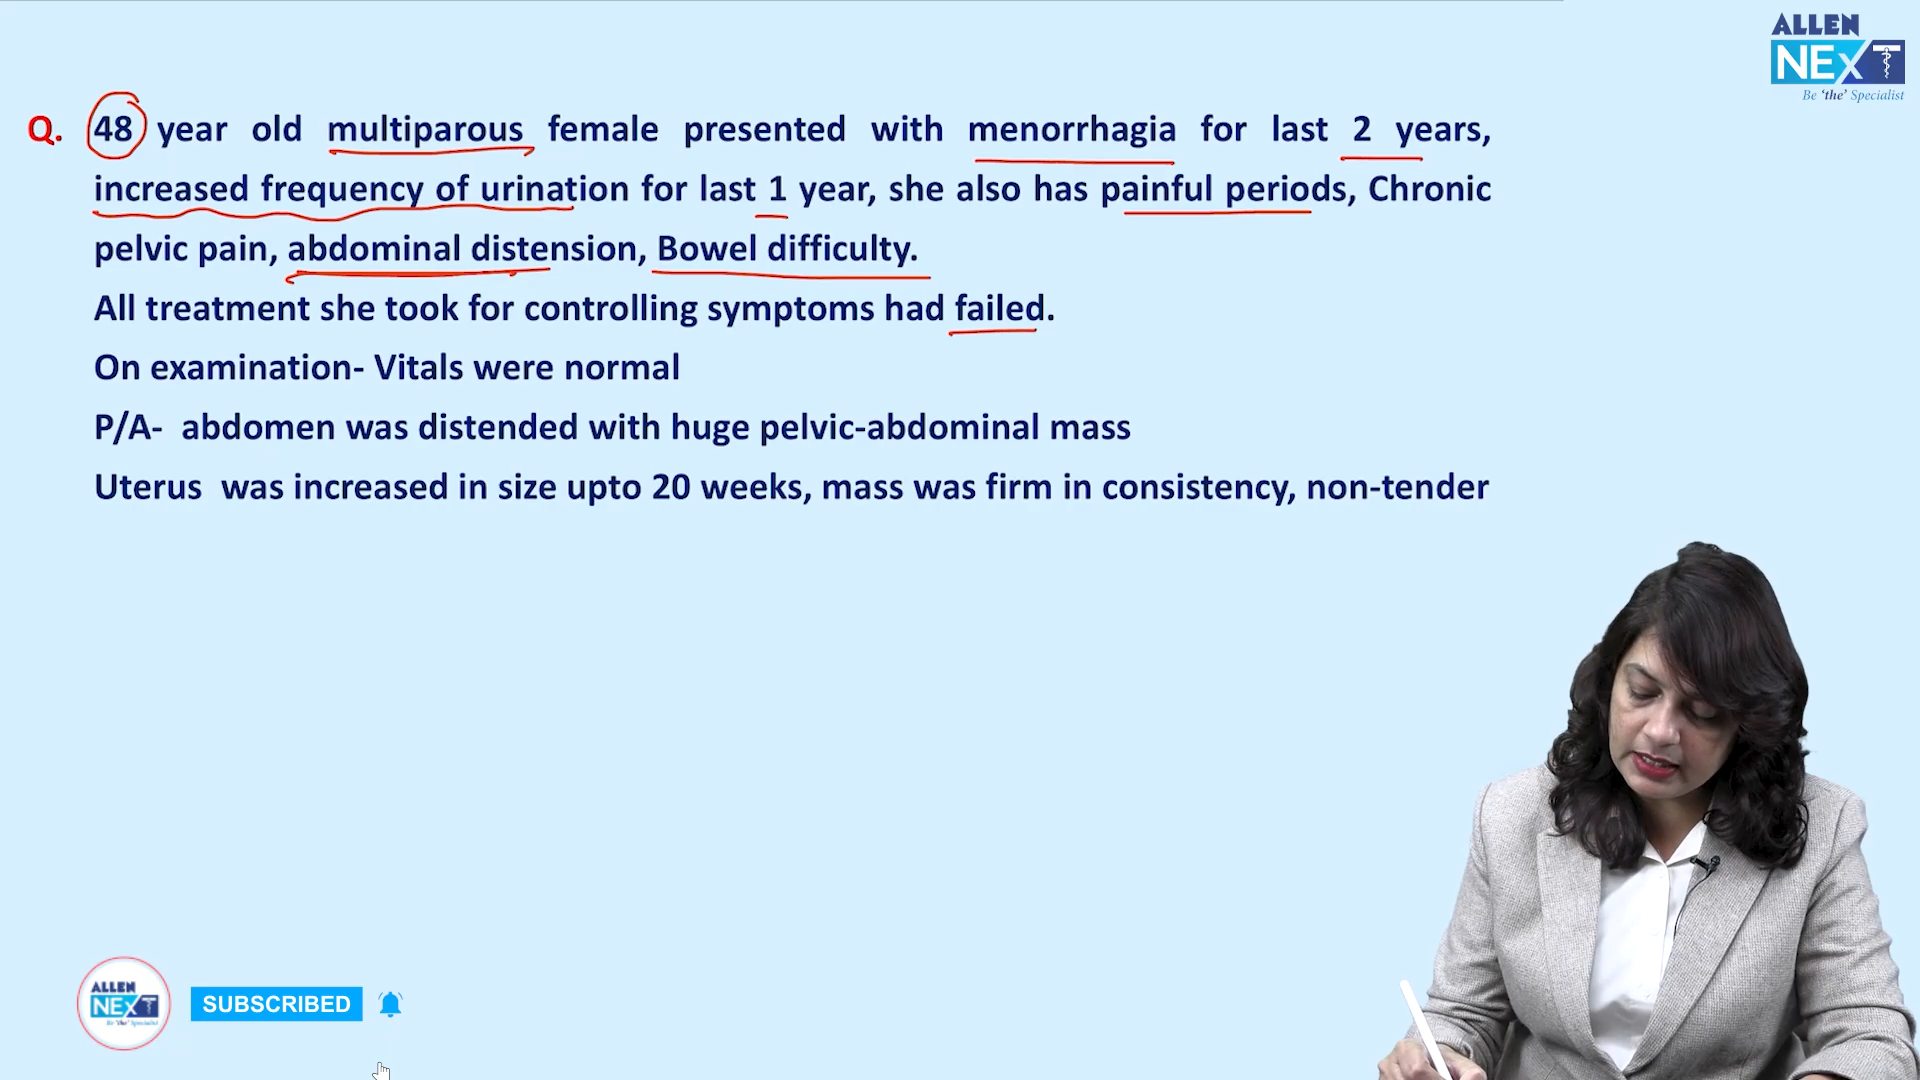 ALLEN
NEXT
Be 'the' Specialist
Q. 48 year old multiparous female presented with menorrhagia for last 2 years,
increased frequency of urination for last 1 year, she also has painful periods, Chronic
pelvic pain, abdominal distension, Bowel difficulty.
All treatment she took for controlling symptoms had failed.
On examination- Vitals were normal
P/A- abdomen was distended with huge pelvic-abdominal mass
Uterus was increased in size upto 20 weeks, mass was firm in consistency, non-tender
ALLEN
NEXT
Be 'the' Specialist
SUBSCRIBED